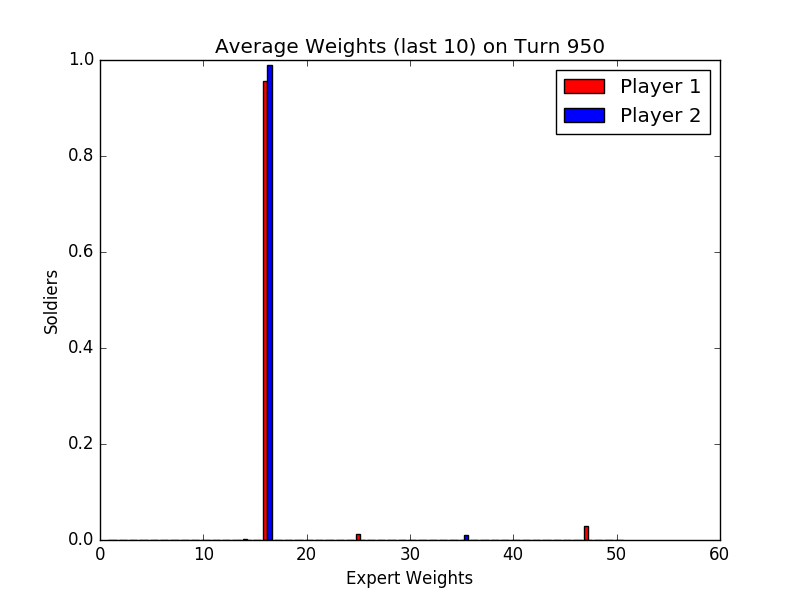 Average Weights (last 10) on Turn 950
Player 1
Player 2
1.0
0.8
0.6
0.4
0.2
0.0
Soldiers
0 10 20 30 40 50 60
Expert Weights